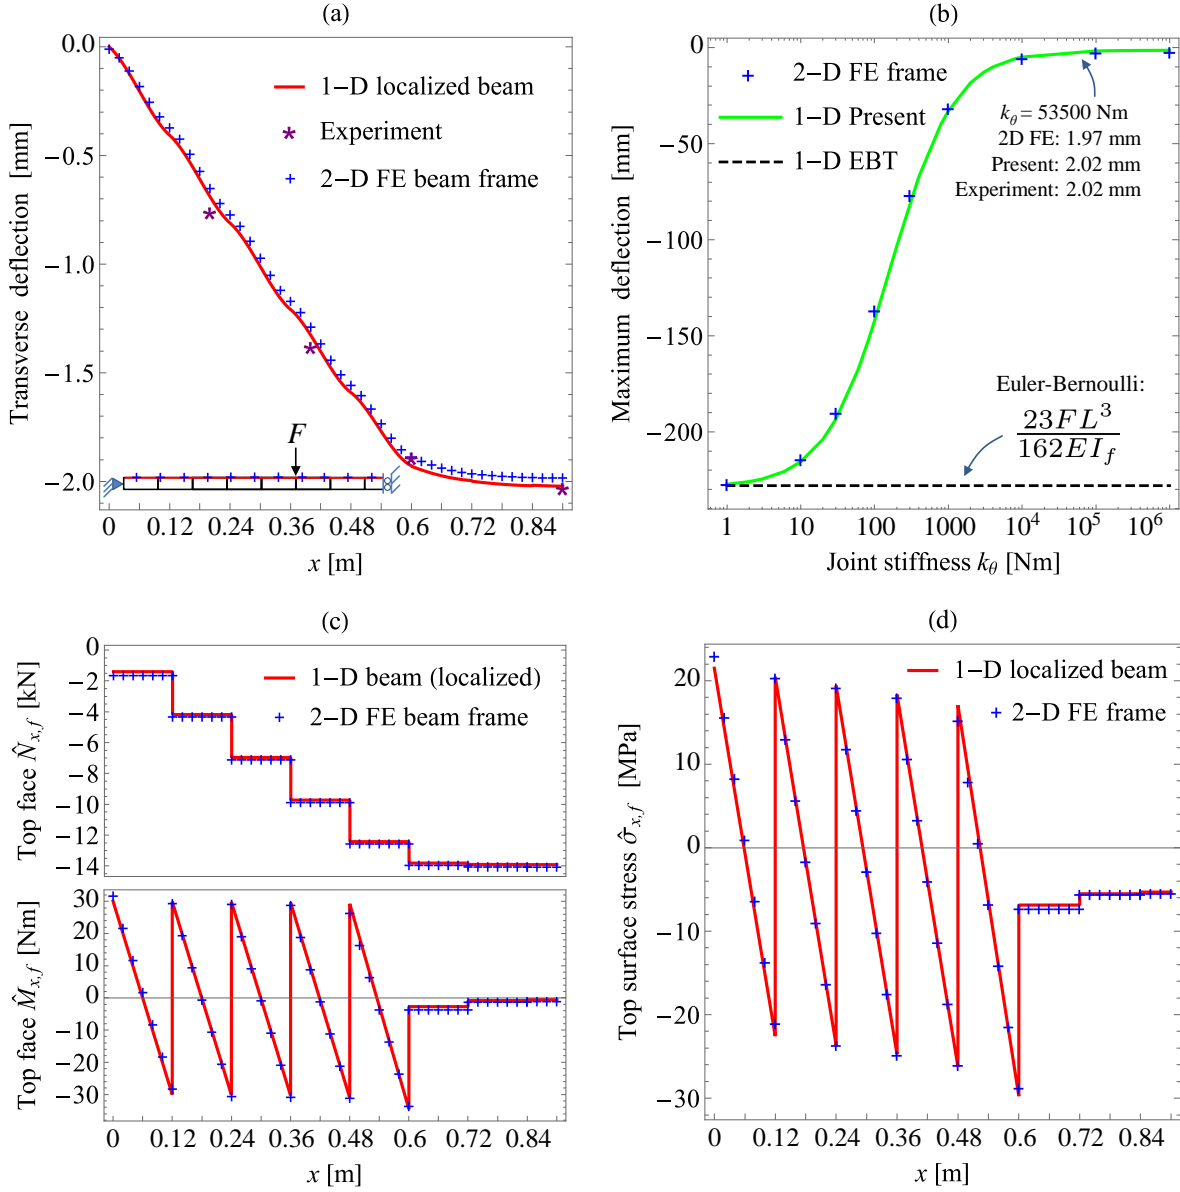 (a)
Transverse deflection [mm]
0.0
−0.5
−1.0
−1.5
−2.0
1−D localized beam
Experiment
2−D FE beam frame
F
0 0.12 0.24 0.36 0.48 0.6 0.72 0.84
x [m]
(b)
Maximum deflection [mm]
0
−50
−100
−150
−200
2−D FE frame
1−D Present
1−D EBT
kθ = 53500 Nm
2D FE: 1.97 mm
Present: 2.02 mm
Experiment: 2.02 mm
Euler-Bernoulli:
23FL³
162EI_f
1 10 100 1000 10⁴ 10⁵ 10⁶
Joint stiffness kθ [Nm]
(c)
Top face N̂x,f [kN]
0
−2
−4
−6
−8
−10
−12
−14
1−D beam (localized)
2−D FE beam frame
Top face M̂x,f [Nm]
30
20
10
0
−10
−20
−30
0 0.12 0.24 0.36 0.48 0.6 0.72 0.84
x [m]
(d)
Top surface stress σ̂x,f [MPa]
20
10
0
−10
−20
−30
1−D localized beam
2−D FE frame
0 0.12 0.24 0.36 0.48 0.6 0.72 0.84
x [m]